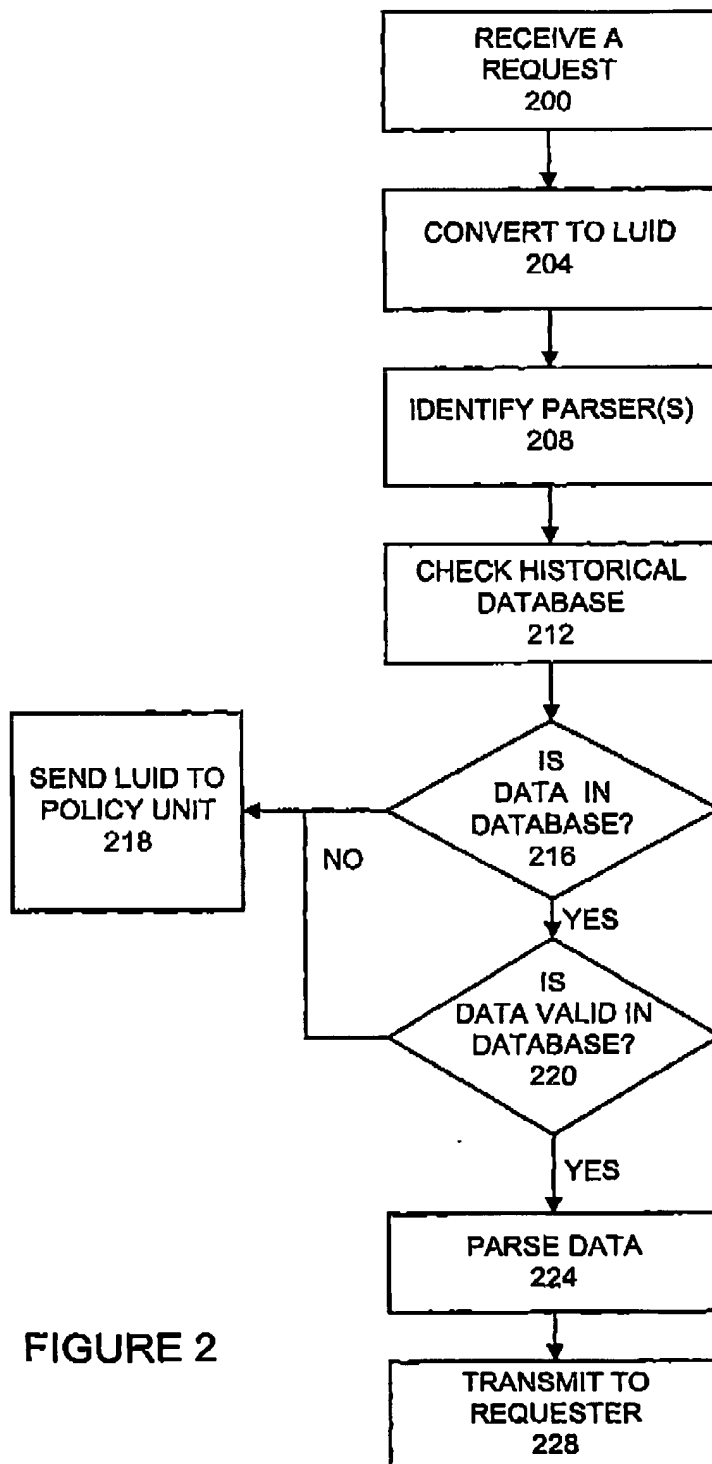 RECEIVE A
REQUEST
200
CONVERT TO LUID
204
IDENTIFY PARSER(S)
208
CHECK HISTORICAL
DATABASE
212
IS
DATA IN
DATABASE?
216
SEND LUID TO
POLICY UNIT
218
NO
YES
IS
DATA VALID IN
DATABASE?
220
YES
PARSE DATA
224
TRANSMIT TO
REQUESTER
228
FIGURE 2